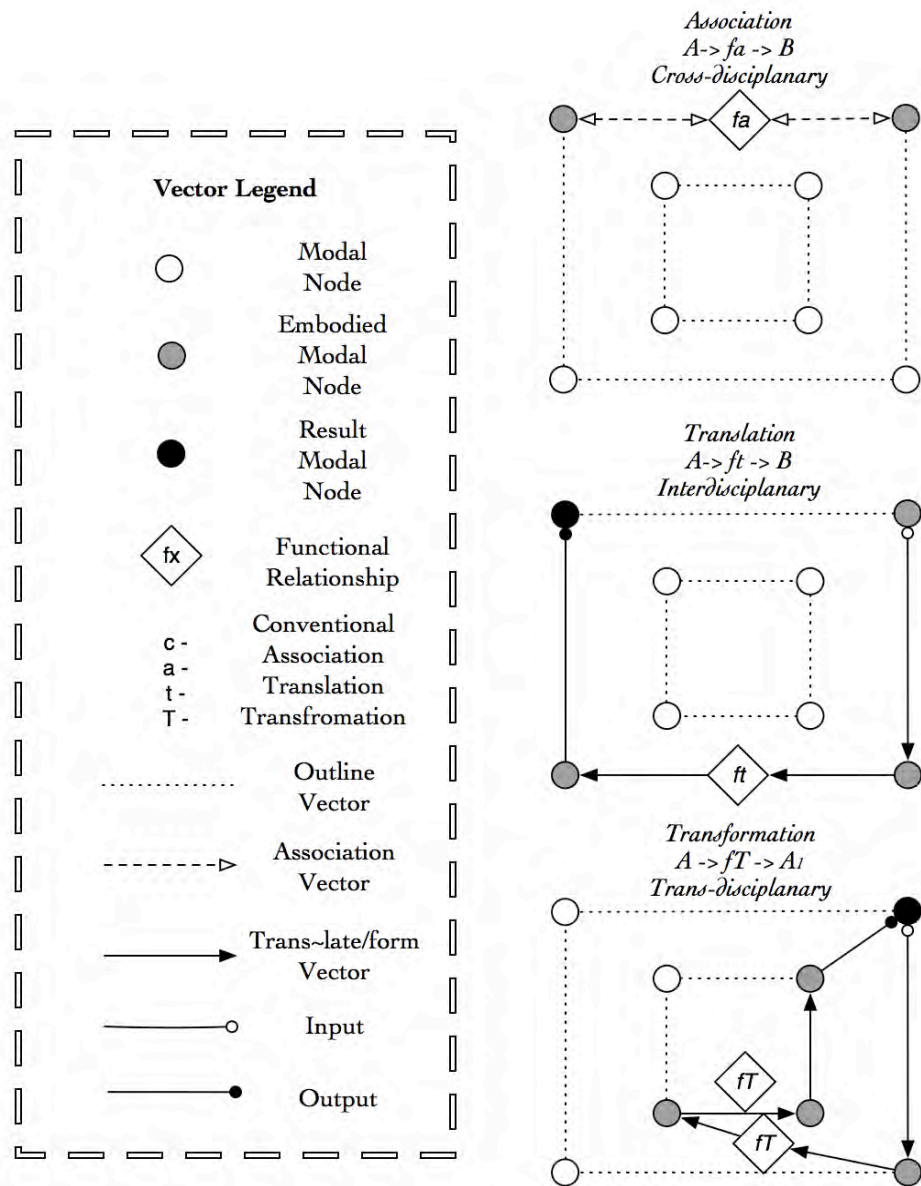 Vector Legend
Modal
Node
Embodied
Modal
Node
Result
Modal
Node
fx
Functional
Relationship
c - Conventional
a - Association
t - Translation
T - Transfromation
Outline
Vector
Association
Vector
Trans~late/form
Vector
Input
Output
Association
A-> fa -> B
Cross-disciplanary
fa
Translation
A-> ft -> B
Interdisciplanary
ft
Transformation
A -> fT -> A1
Trans-disciplanary
fT
fT